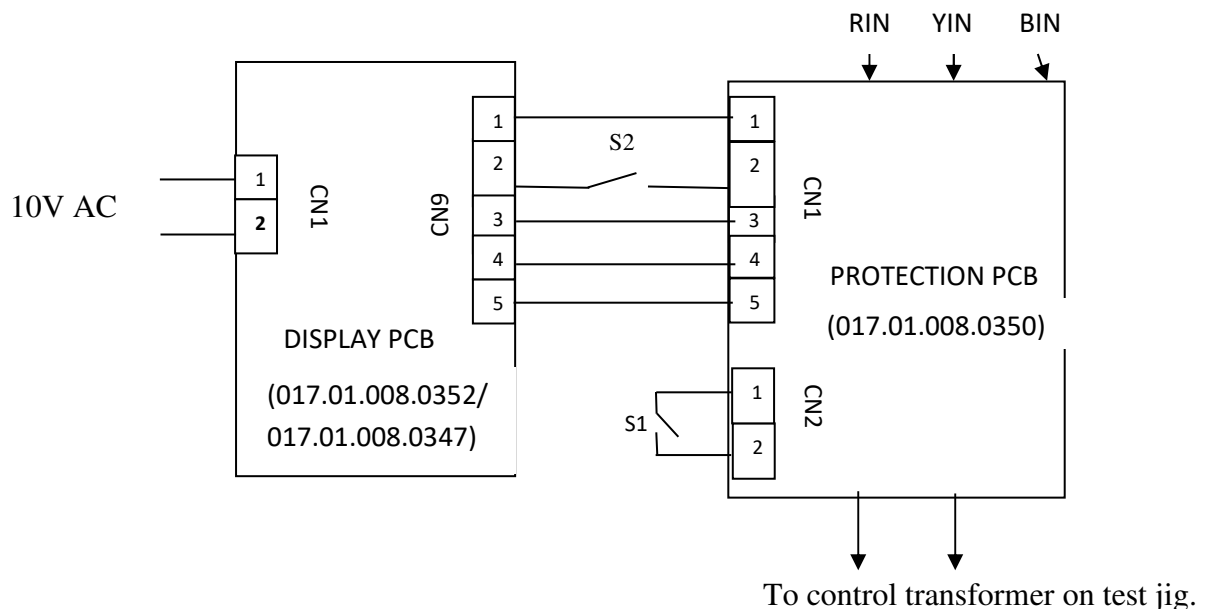 RIN YIN BIN
10V AC
1
2
CN1
CN9
1
2
3
4
5
S2
1
2
3
4
5
CN1
DISPLAY PCB
(017.01.008.0352/
017.01.008.0347)
PROTECTION PCB
(017.01.008.0350)
S1
1
2
CN2
To control transformer on test jig.